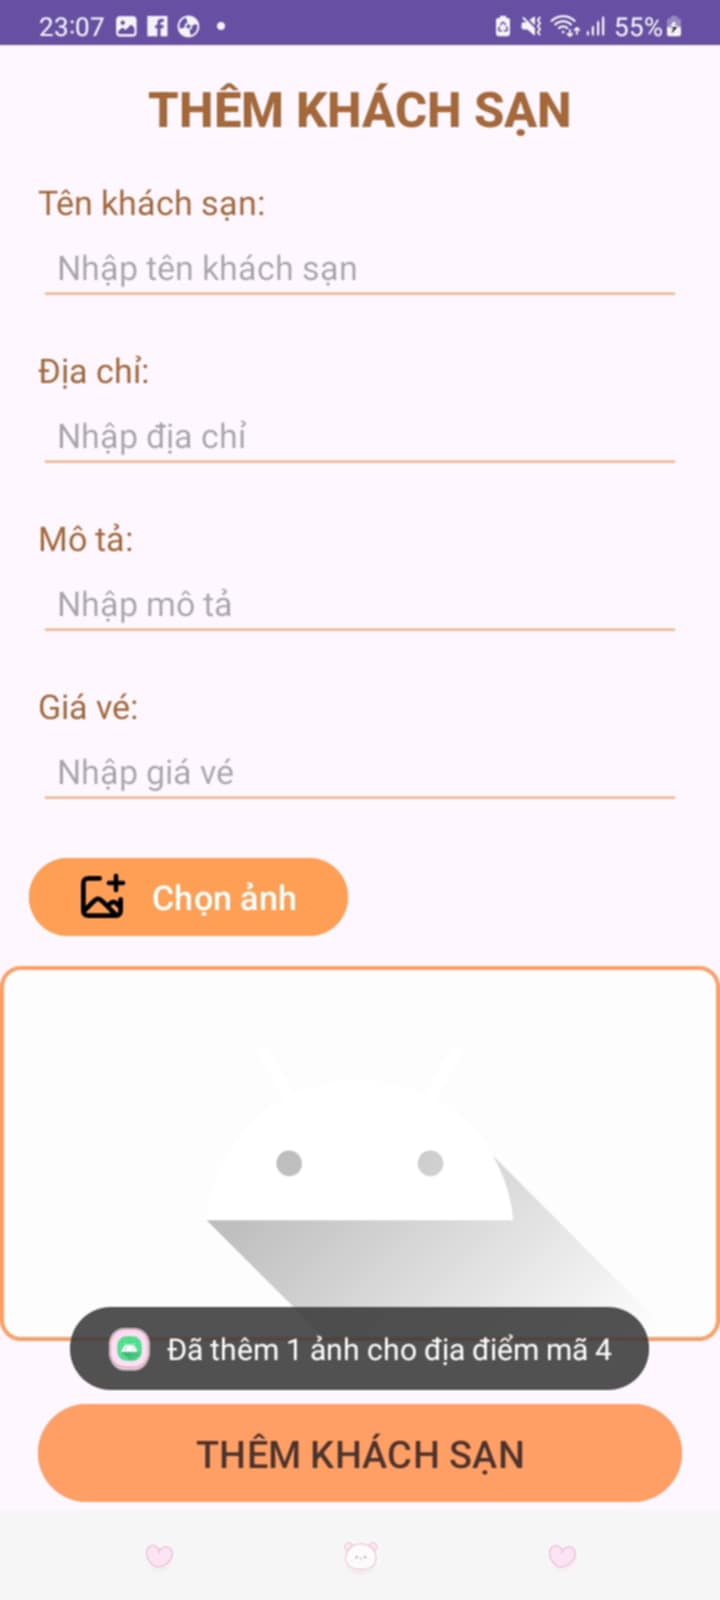 23:07
55%
THÊM KHÁCH SẠN
Tên khách sạn:
Nhập tên khách sạn
Địa chỉ:
Nhập địa chỉ
Mô tả:
Nhập mô tả
Giá vé:
Nhập giá vé
Chọn ảnh
Đã thêm 1 ảnh cho địa điểm mã 4
THÊM KHÁCH SẠN